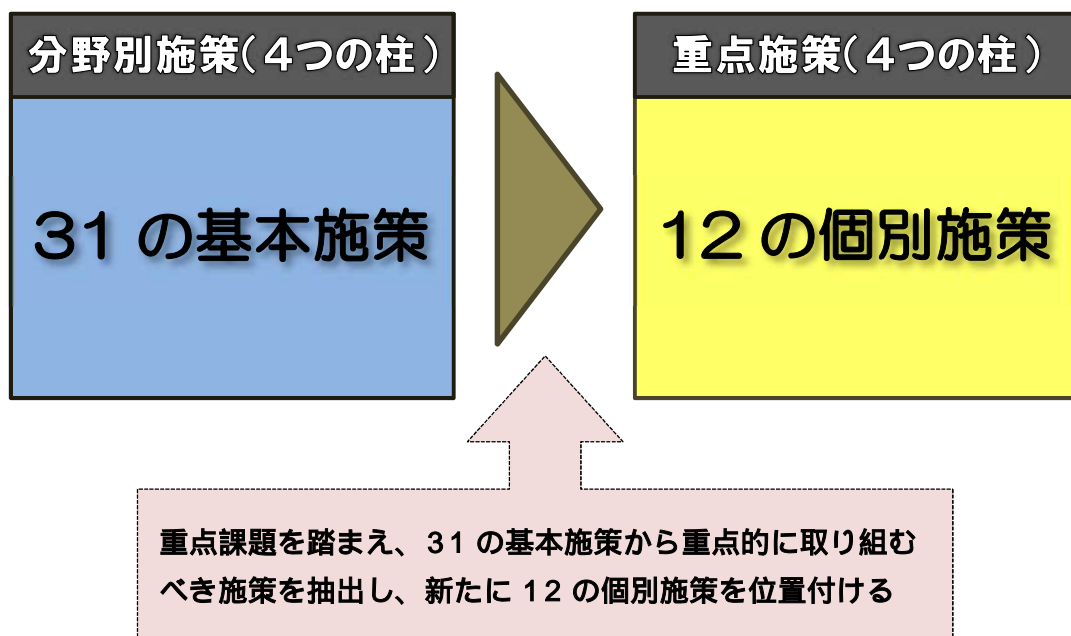 分野別施策(４つの柱)
重点施策(４つの柱)
31 の基本施策
12 の個別施策
重点課題を踏まえ、31 の基本施策から重点的に取り組む
べき施策を抽出し、新たに 12 の個別施策を位置付ける